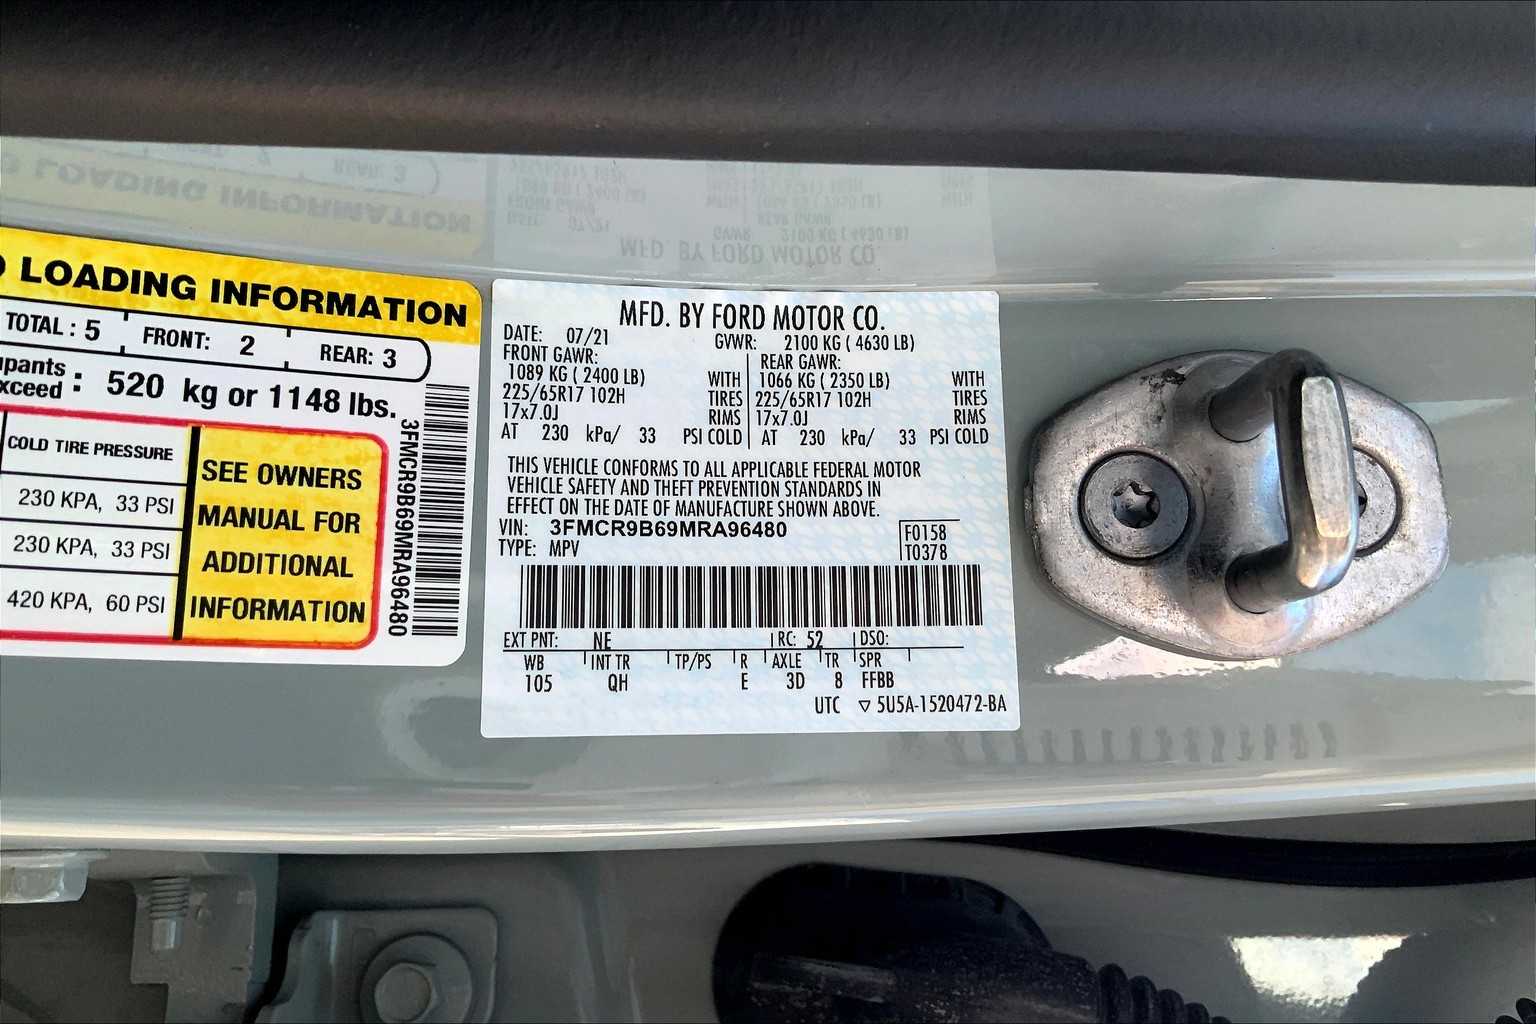 LOADING INFORMATION
TOTAL : 5 FRONT: 2 REAR: 3
pants
xceed : 520 kg or 1148 lbs.
COLD TIRE PRESSURE
230 KPA, 33 PSI
230 KPA, 33 PSI
420 KPA, 60 PSI
SEE OWNERS
MANUAL FOR
ADDITIONAL
INFORMATION
3FMCR9B69MRA96480
MFD. BY FORD MOTOR CO.
DATE: 07/21 GVWR: 2100 KG ( 4630 LB)
FRONT GAWR: REAR GAWR:
1089 KG ( 2400 LB) WITH 1066 KG ( 2350 LB) WITH
225/65R17 102H TIRES 225/65R17 102H TIRES
17x7.0J RIMS 17x7.0J RIMS
AT 230 kPa/ 33 PSI COLD AT 230 kPa/ 33 PSI COLD
THIS VEHICLE CONFORMS TO ALL APPLICABLE FEDERAL MOTOR
VEHICLE SAFETY AND THEFT PREVENTION STANDARDS IN
EFFECT ON THE DATE OF MANUFACTURE SHOWN ABOVE.
VIN: 3FMCR9B69MRA96480 F0158
TYPE: MPV T0378
EXT PNT: NE RC: 52 DSO:
WB INT TR TP/PS R AXLE TR SPR
105 QH E 3D 8 FFBB
UTC ▽ 5U5A-1520472-BA